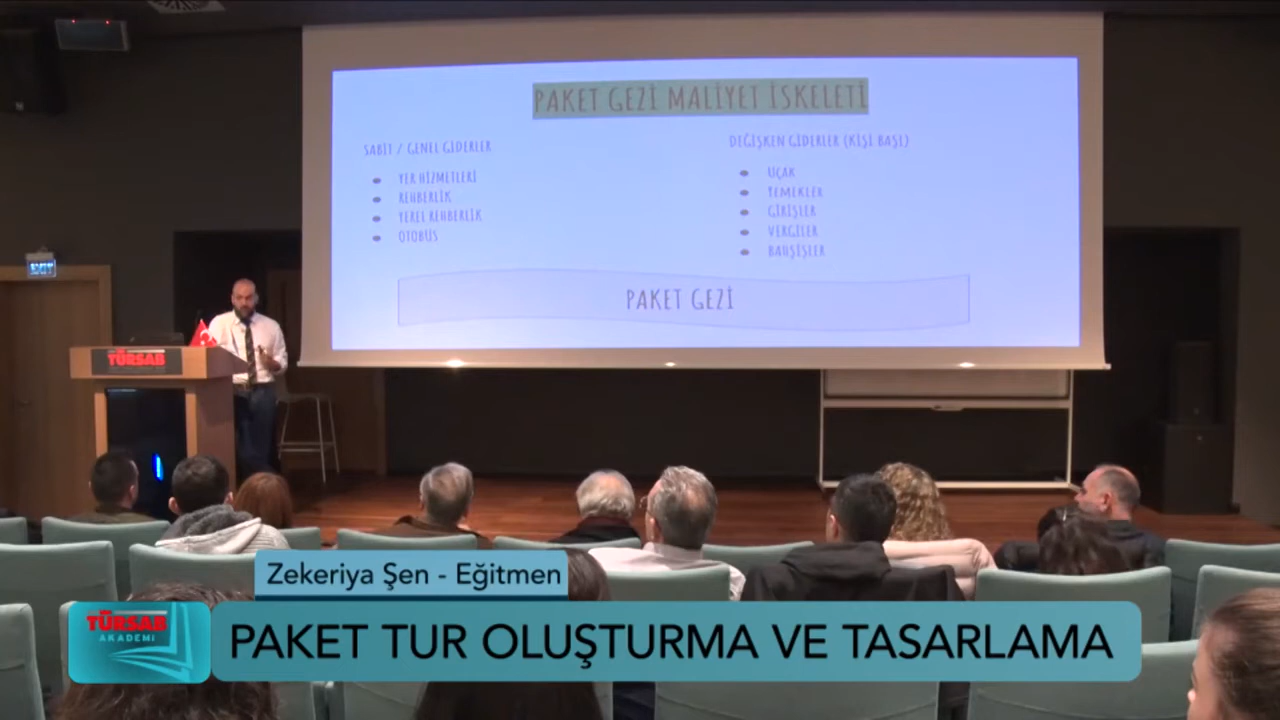 PAKET GEZİ MALİYET İSKELETİ
SABİT / GENEL GİDERLER
YER HİZMETLERİ
REHBERLİK
YEREL REHBERLİK
OTOBÜS
DEĞİŞKEN GİDERLER (KİŞİ BAŞI)
UÇAK
YEMEKLER
GİRİŞLER
VERGİLER
BAHŞİŞLER
PAKET GEZİ
EXIT
TÜRSAB
Zekeriya Şen - Eğitmen
TÜRSAB
AKADEMİ
PAKET TUR OLUŞTURMA VE TASARLAMA